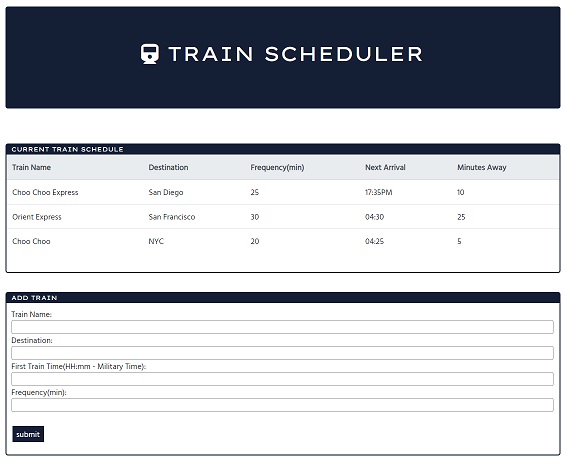 TRAIN SCHEDULER
CURRENT TRAIN SCHEDULE
Train Name Destination Frequency(min) Next Arrival Minutes Away
Choo Choo Express San Diego 25 17:35PM 10
Orient Express San Francisco 30 04:30 25
Choo Choo NYC 20 04:25 5
ADD TRAIN
Train Name:
Destination:
First Train Time(HH:mm - Military Time):
Frequency(min):
submit